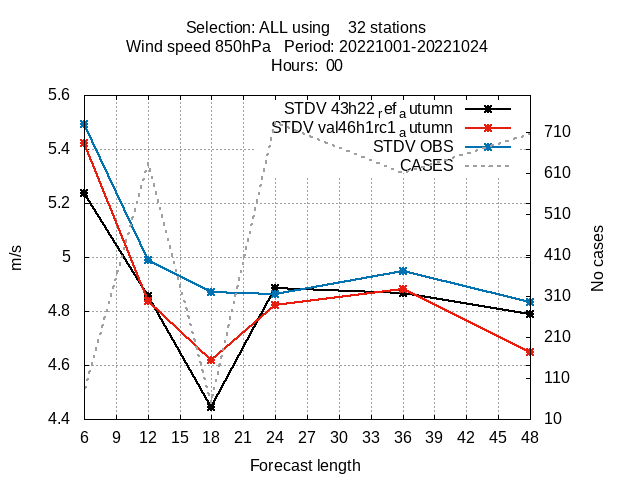 Selection: ALL using 32 stations
Wind speed 850hPa Period: 20221001-20221024
Hours: 00
STDV 43h22_ref_autumn
STDV val46h1rc1_autumn
STDV OBS
CASES
5.6
5.4
5.2
5
4.8
4.6
4.4
m/s
710
610
510
410
310
210
110
10
No cases
6 9 12 15 18 21 24 27 30 33 36 39 42 45 48
Forecast length